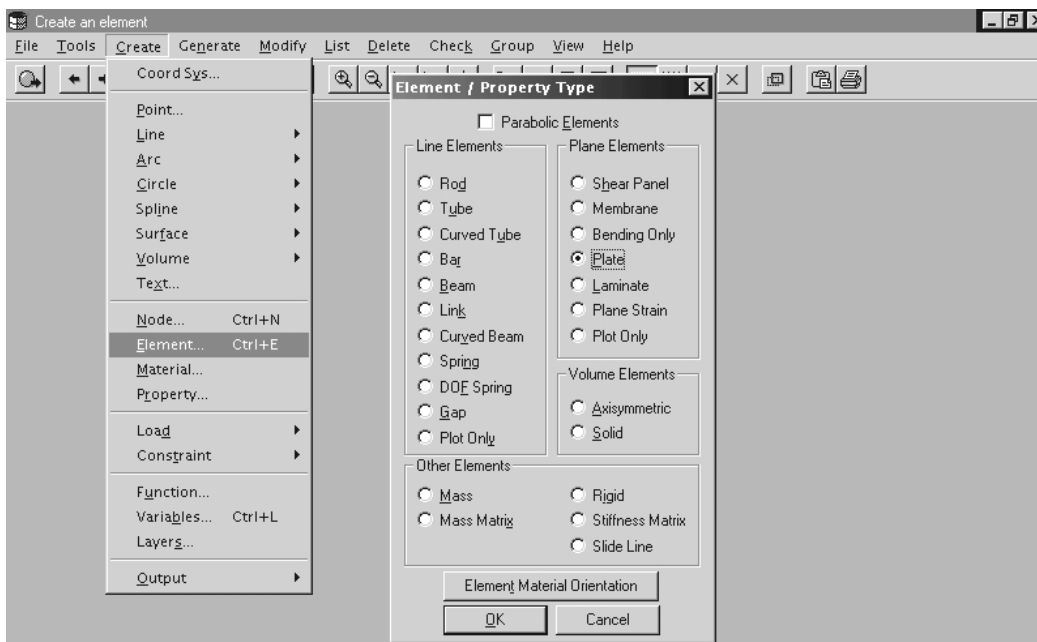 Create an element
File Tools Create Generate Modify List Delete Check Group View Help
Coord Sys...
Point...
Line
Arc
Circle
Spline
Surface
Volume
Text...
Node... Ctrl+N
Element... Ctrl+E
Material...
Property...
Load
Constraint
Function...
Variables... Ctrl+L
Layers...
Output
Element / Property Type
Parabolic Elements
Line Elements
Rod
Tube
Curved Tube
Bar
Beam
Link
Curved Beam
Spring
DOF Spring
Gap
Plot Only
Plane Elements
Shear Panel
Membrane
Bending Only
Plate
Laminate
Plane Strain
Plot Only
Volume Elements
Axisymmetric
Solid
Other Elements
Mass
Mass Matrix
Rigid
Stiffness Matrix
Slide Line
Element Material Orientation
OK Cancel